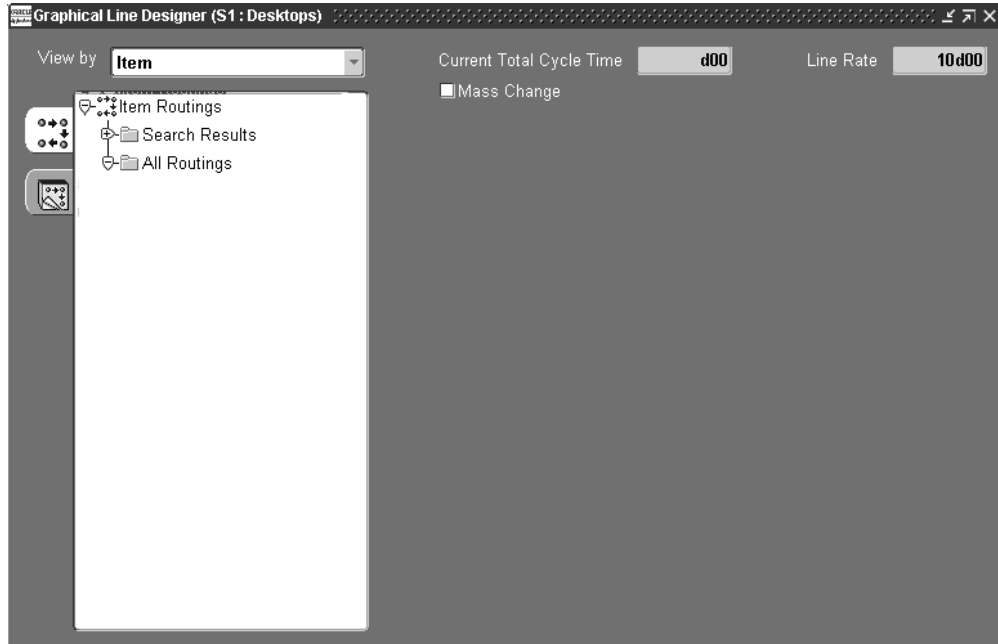 Graphical Line Designer (S1 : Desktops)
View by Item Current Total Cycle Time d00 Line Rate 10d00
Mass Change
Item Routings
Search Results
All Routings